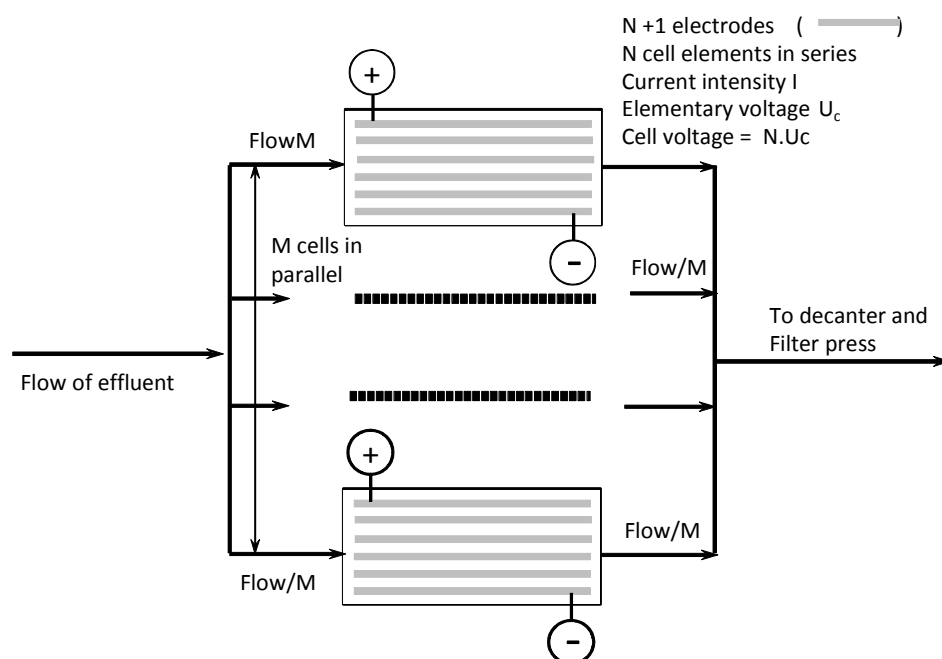 N +1 electrodes ( )
N cell elements in series
Current intensity I
Elementary voltage Uc
Cell voltage = N.Uc
+
FlowM
M cells in
parallel
-
Flow/M
To decanter and
Filter press
Flow of effluent
+
Flow/M
Flow/M
-